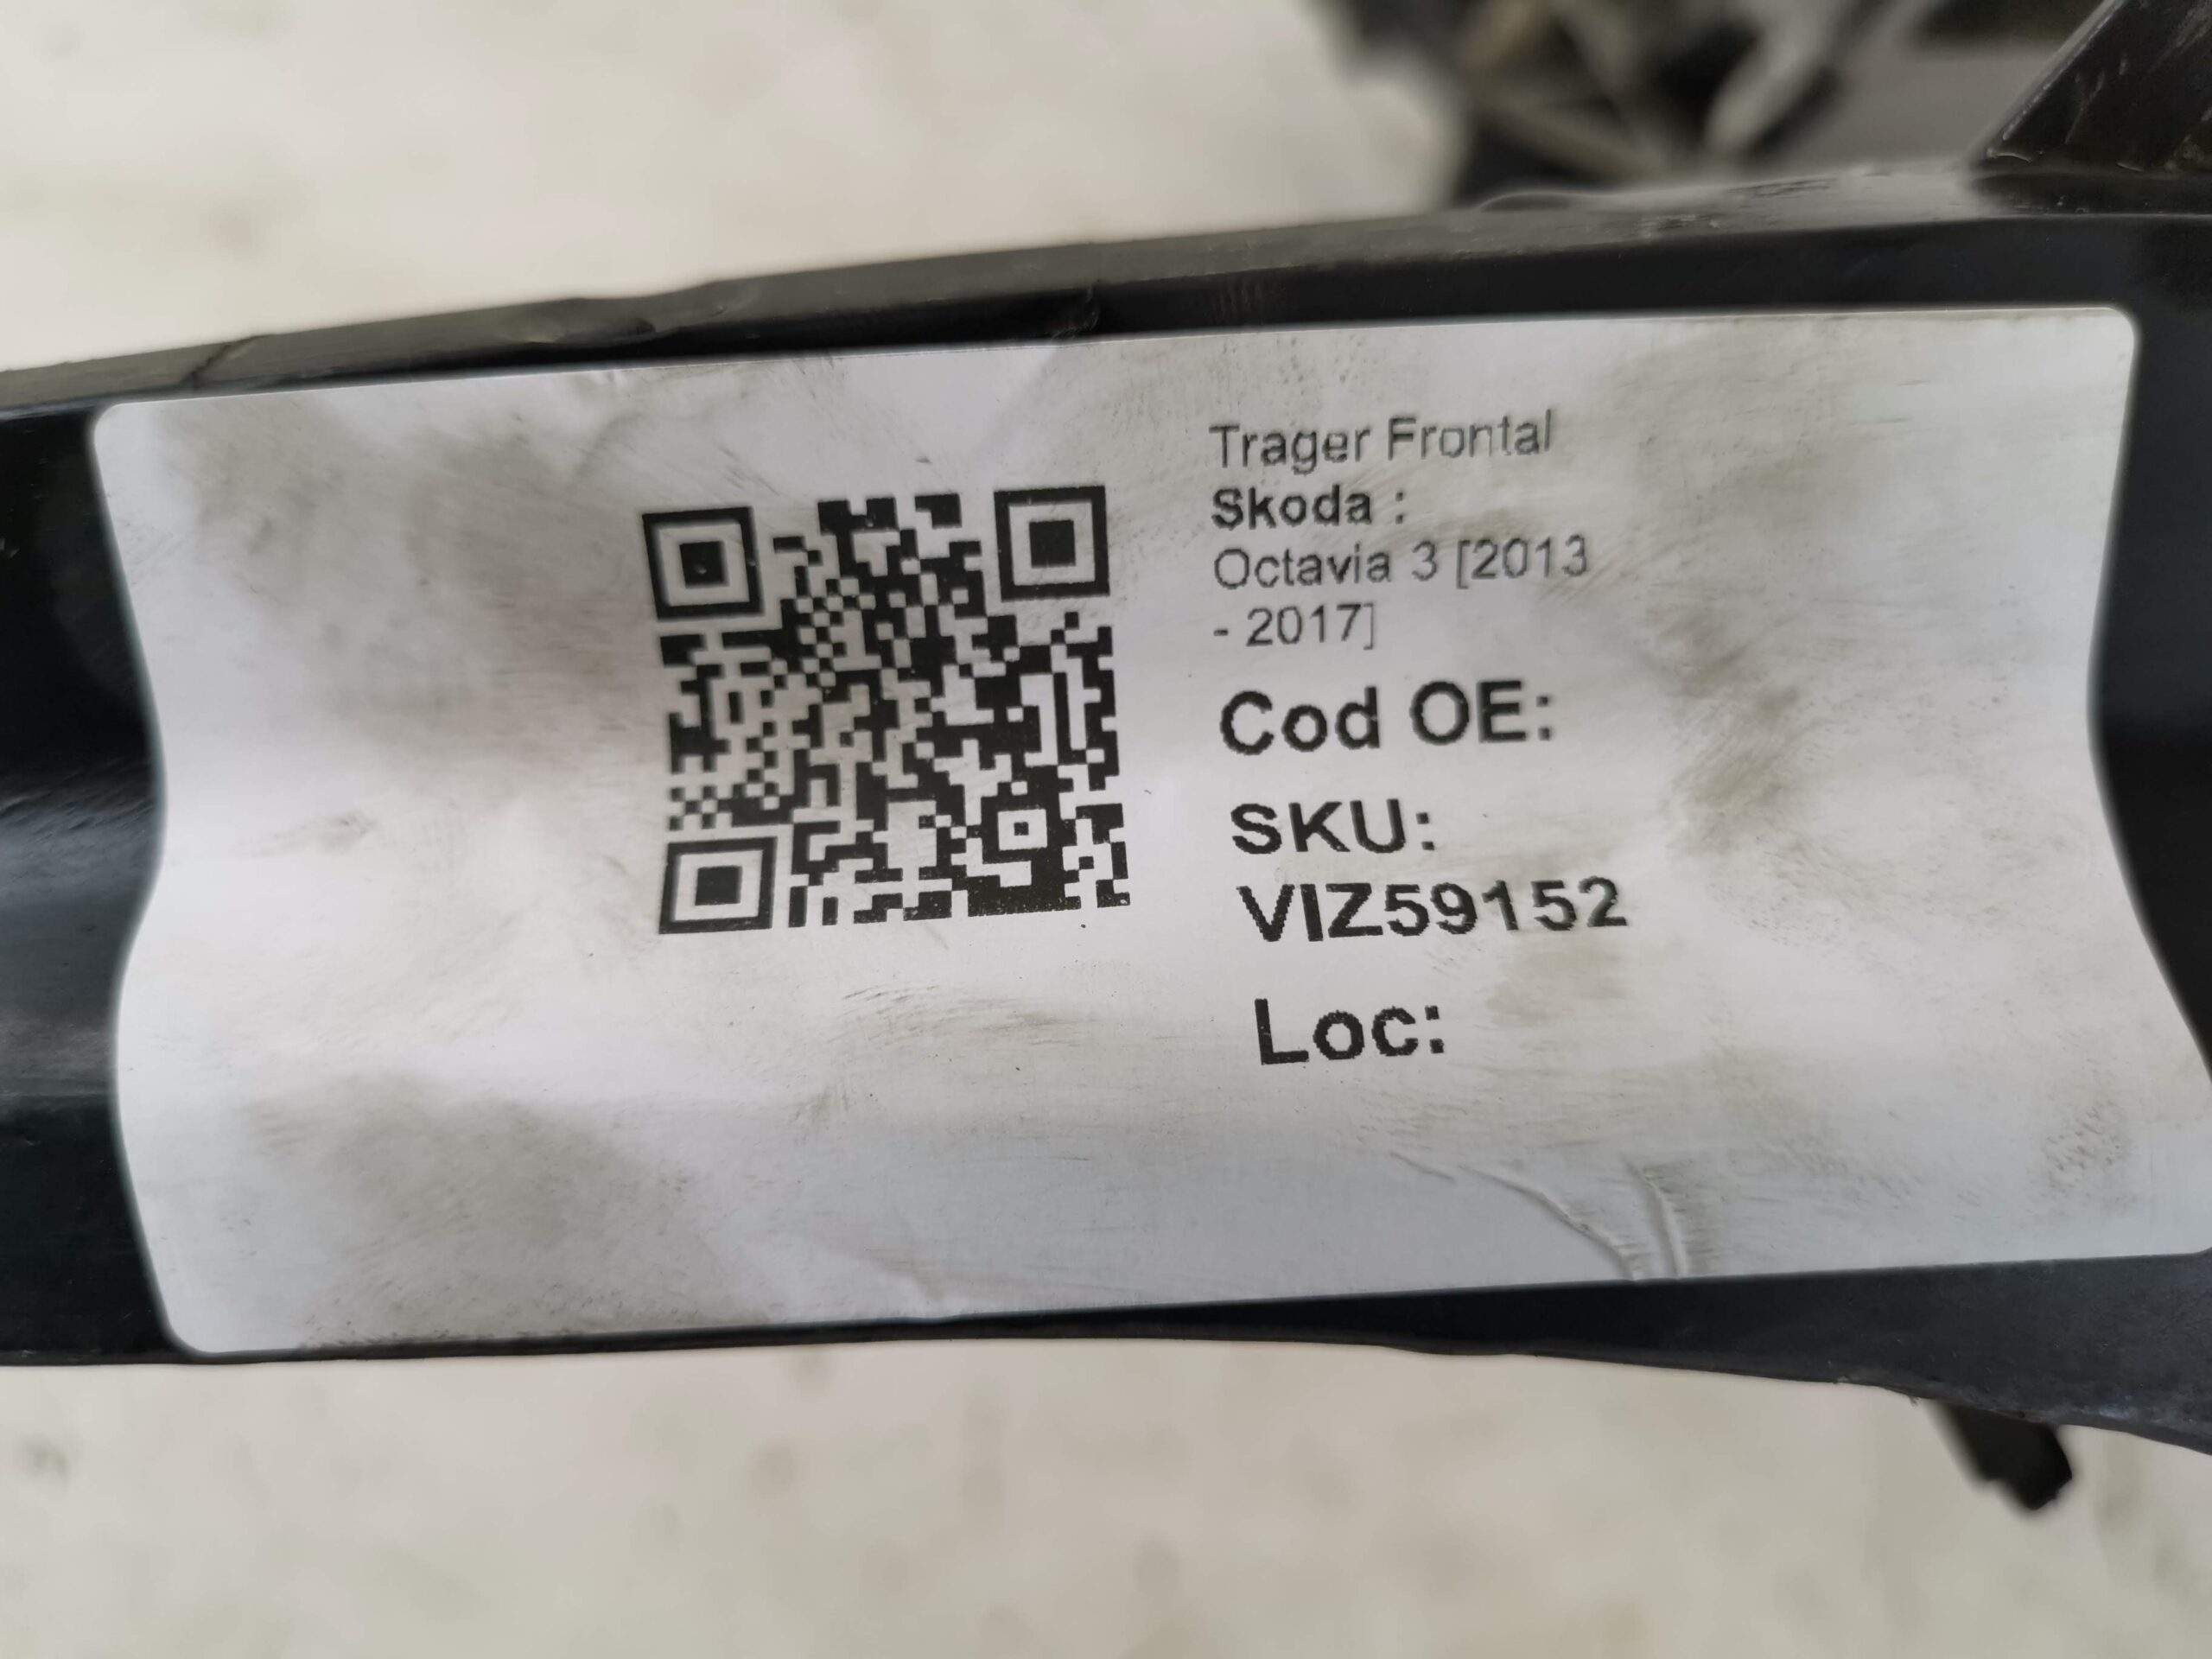 Trager Frontal
Skoda :
Octavia 3 [2013
- 2017]
Cod OE:
SKU:
VIZ59152
Loc: